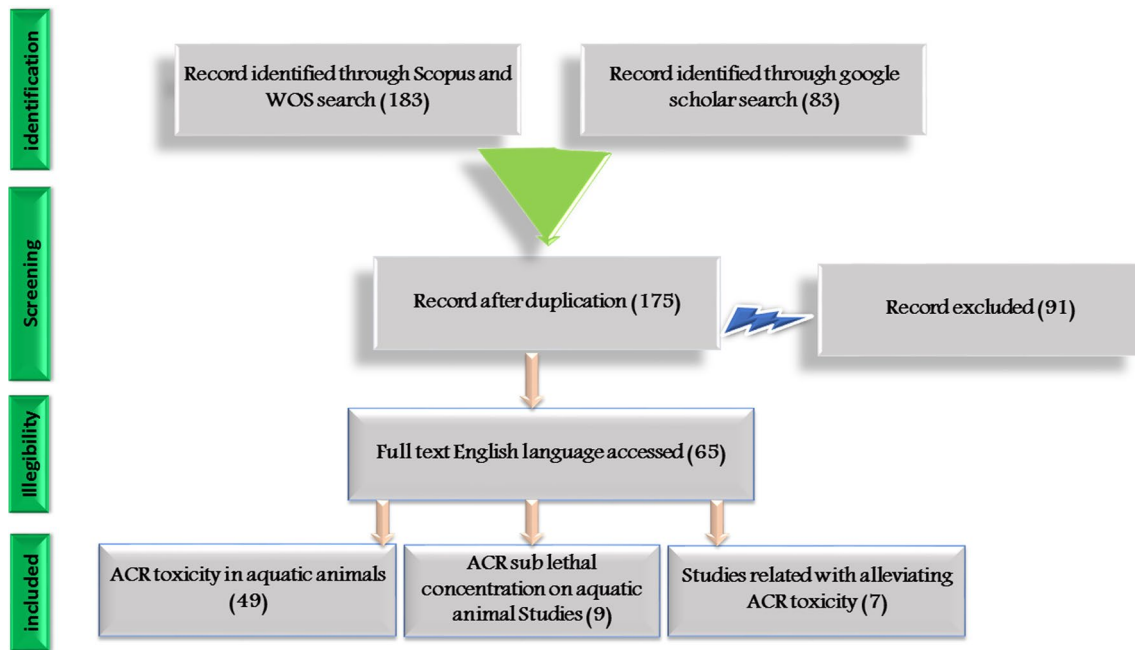 identification
Record identified through Scopus and
WOS search (183)
Record identified through google
scholar search (83)
Screening
Record after duplication (175)
Record excluded (91)
Illegibility
Full text English language accessed (65)
included
ACR toxicity in aquatic animals
(49)
ACR sub lethal
concentration on aquatic
animal Studies (9)
Studies related with alleviating
ACR toxicity (7)